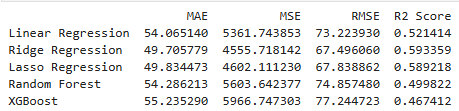 MAE MSE RMSE R2 Score
Linear Regression 54.065140 5361.743853 73.223930 0.521414
Ridge Regression 49.705779 4555.718142 67.496060 0.593359
Lasso Regression 49.834473 4602.111230 67.838862 0.589218
Random Forest 54.286213 5603.642377 74.857480 0.499822
XGBoost 55.235290 5966.747303 77.244723 0.467412